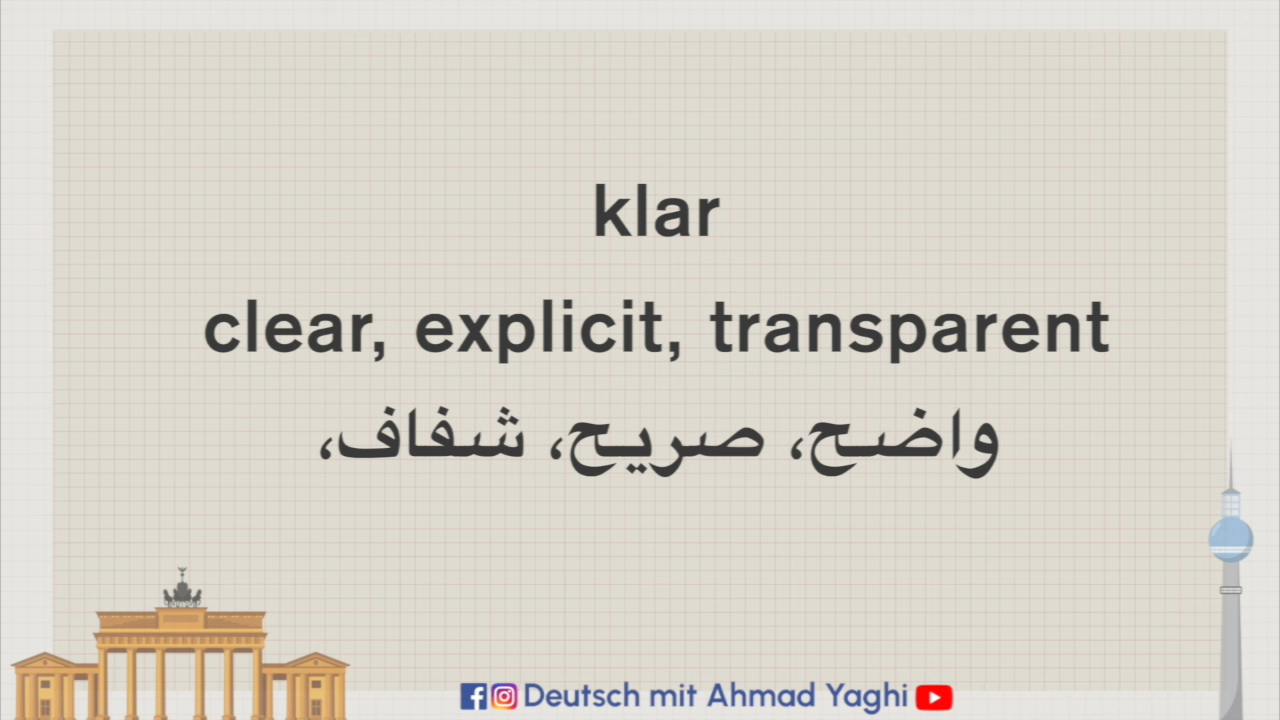 klar
clear, explicit, transparent
واضح، صريح، شفاف،
Deutsch mit Ahmad Yaghi